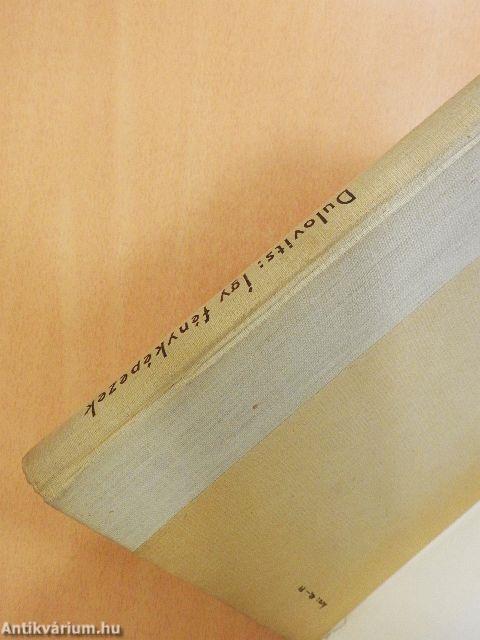 Dulovits: Így fényképezek
Antikvárium.hu